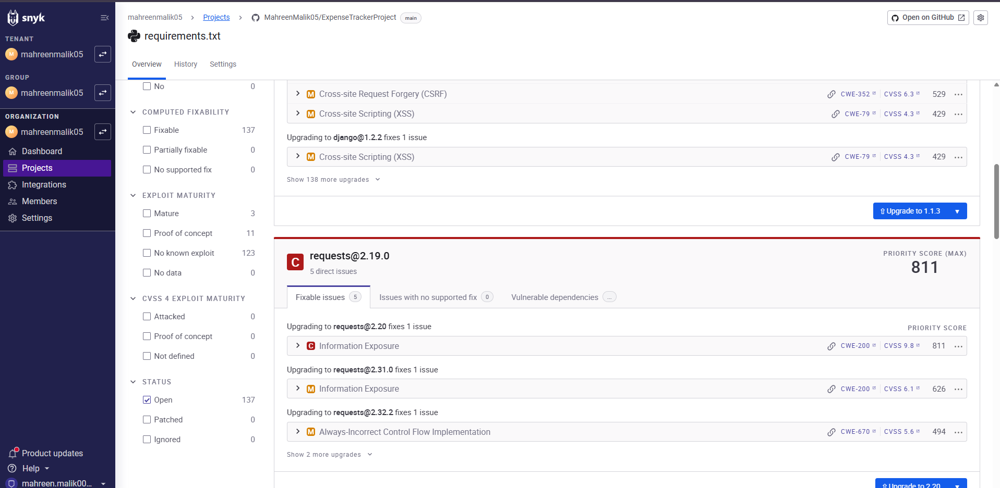 snyk
TENANT
M mahreenmalik05
GROUP
M mahreenmalik05
ORGANIZATION
M mahreenmalik05
Dashboard
Projects
Integrations
Members
Settings
Product updates
Help
mahreen.malik00...
mahreenmalik05 > Projects > MahreenMalik05/ExpenseTrackerProject main
Open on GitHub
requirements.txt
Overview History Settings
No 0
COMPUTED FIXABILITY
Fixable 137
Partially fixable 0
No supported fix 0
EXPLOIT MATURITY
Mature 3
Proof of concept 11
No known exploit 123
No data 0
CVSS 4 EXPLOIT MATURITY
Attacked 0
Proof of concept 0
Not defined 0
STATUS
Open 137
Patched 0
Ignored 0
M Cross-site Request Forgery (CSRF) CWE-352 CVSS 6.3 529 ...
M Cross-site Scripting (XSS) CWE-79 CVSS 4.3 429 ...
Upgrading to django@1.2.2 fixes 1 issue
M Cross-site Scripting (XSS) CWE-79 CVSS 4.3 429 ...
Show 138 more upgrades
Upgrade to 1.1.3
C requests@2.19.0
5 direct issues
PRIORITY SCORE (MAX)
811
Fixable issues 5 Issues with no supported fix 0 Vulnerable dependencies ...
Upgrading to requests@2.20 fixes 1 issue
PRIORITY SCORE
C Information Exposure CWE-200 CVSS 9.8 811 ...
Upgrading to requests@2.31.0 fixes 1 issue
M Information Exposure CWE-200 CVSS 6.1 626 ...
Upgrading to requests@2.32.2 fixes 1 issue
M Always-Incorrect Control Flow Implementation CWE-670 CVSS 5.6 494 ...
Show 2 more upgrades
Upgrade to 2.20